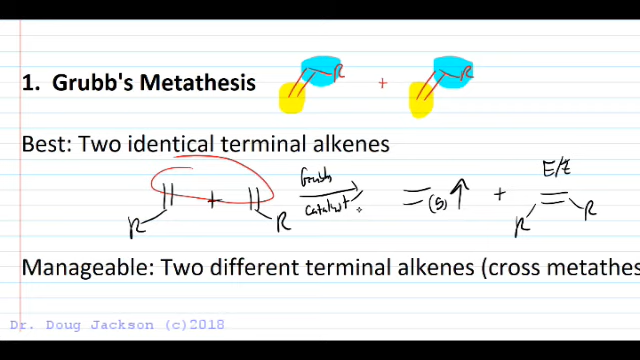 1. Grubb's Metathesis R + R
Best: Two identical terminal alkenes
R + R Grubbs catalyst = (g) ↑ + E/Z R R
Manageable: Two different terminal alkenes (cross metathes
Dr. Doug Jackson (c)2018